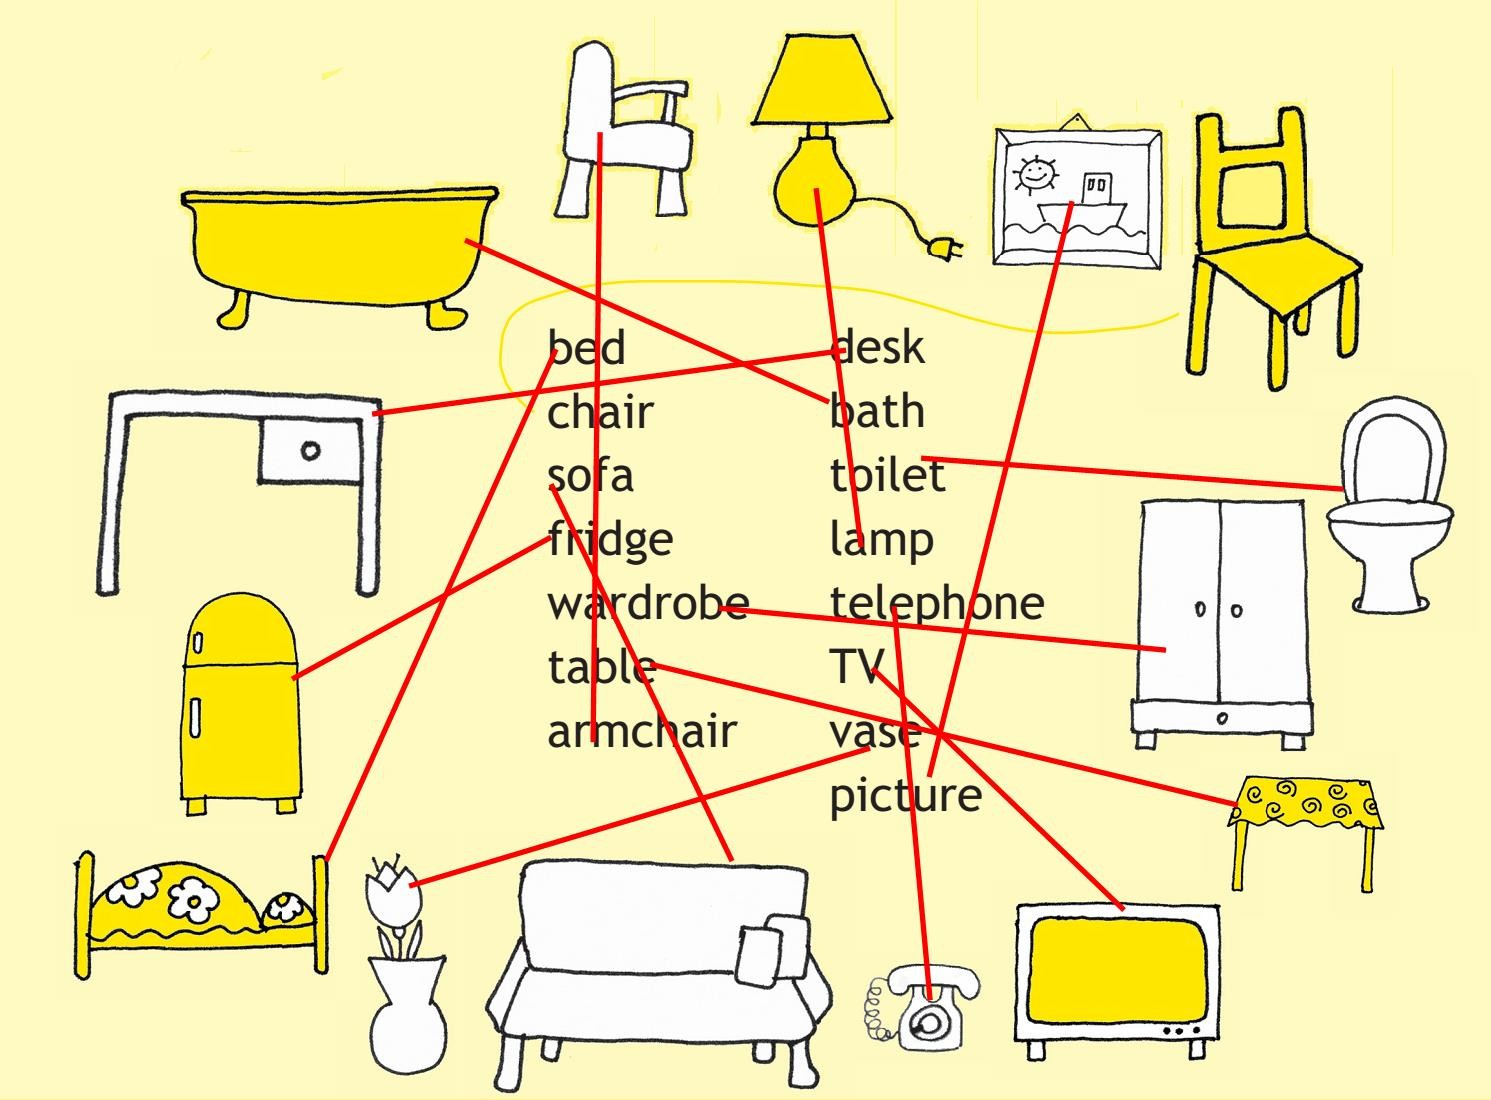 bed
chair
sofa
fridge
wardrobe
table
armchair
desk
bath
toilet
lamp
telephone
TV
vase
picture